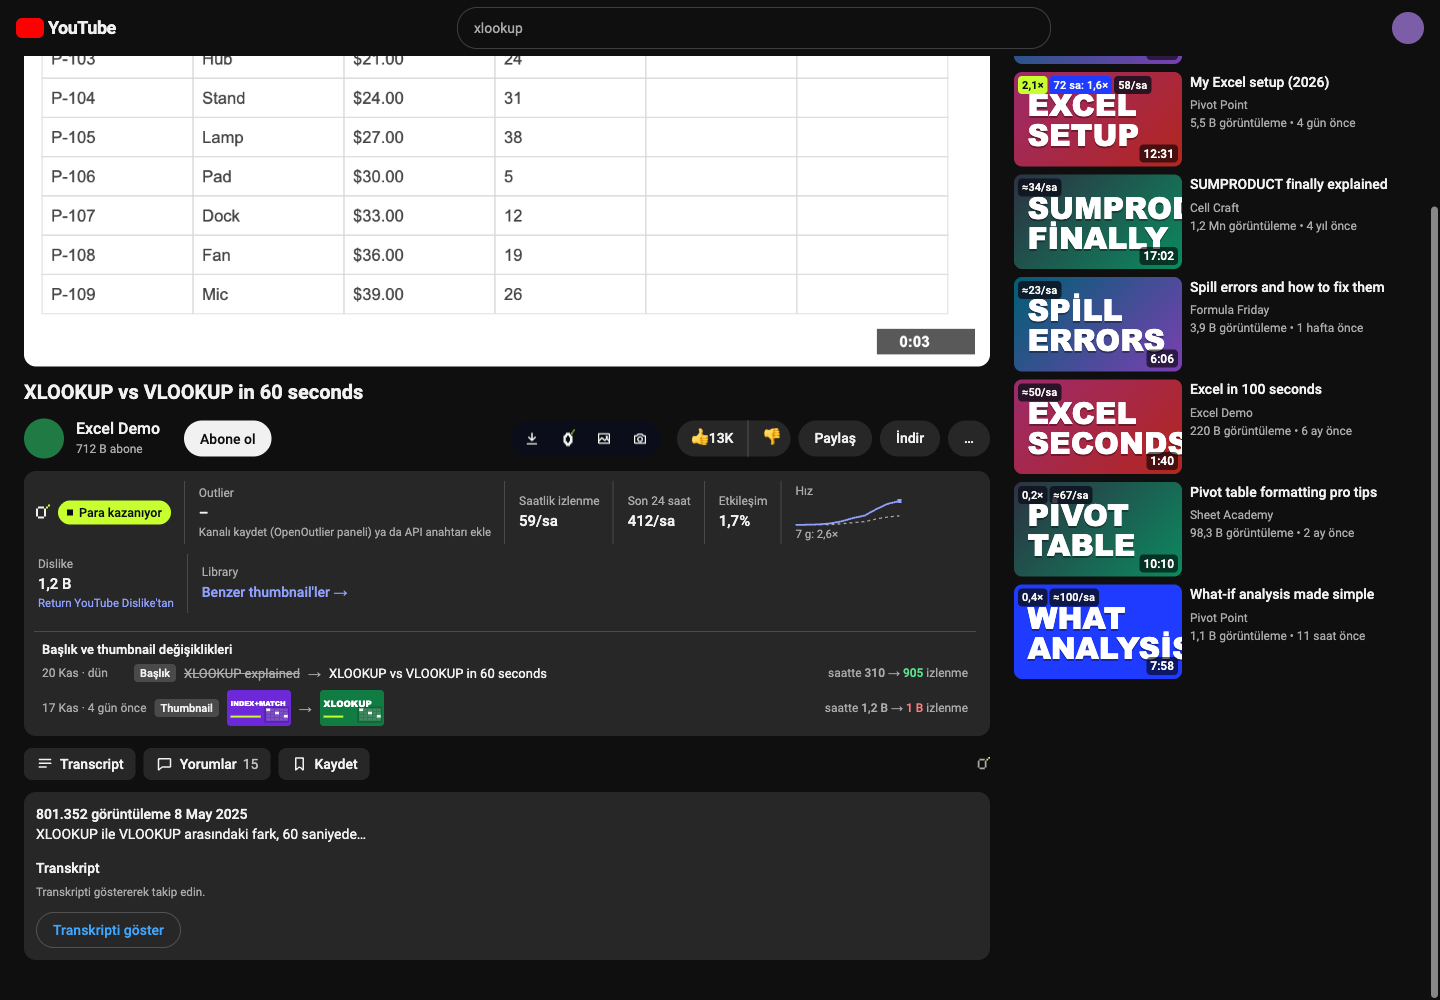 YouTube
xlookup
P-103 Hub $21.00 24
P-104 Stand $24.00 31
P-105 Lamp $27.00 38
P-106 Pad $30.00 5
P-107 Dock $33.00 12
P-108 Fan $36.00 19
P-109 Mic $39.00 26
0:03
XLOOKUP vs VLOOKUP in 60 seconds
Excel Demo
712 B abone
Abone ol
👍13K 👎
Paylaş
İndir
...
Para kazanıyor
Outlier
–
Kanalı kaydet (OpenOutlier paneli) ya da API anahtarı ekle
Saatlik izlenme
59/sa
Son 24 saat
412/sa
Etkileşim
1,7%
Hız
7 g: 2,6×
Dislike
1,2 B
Return YouTube Dislike'tan
Library
Benzer thumbnail'ler →
Başlık ve thumbnail değişiklikleri
20 Kas · dün Başlık XLOOKUP explained → XLOOKUP vs VLOOKUP in 60 seconds saatte 310 → 905 izlenme
17 Kas · 4 gün önce Thumbnail INDEX+MATCH → XLOOKUP saatte 1,2 B → 1 B izlenme
Transcript
Yorumlar 15
Kaydet
801.352 görüntüleme 8 May 2025
XLOOKUP ile VLOOKUP arasındaki fark, 60 saniyede...
Transkript
Transkripti göstererek takip edin.
Transkripti göster
2,1× 72 sa: 1,6× 58/sa
EXCEL
SETUP
12:31
My Excel setup (2026)
Pivot Point
5,5 B görüntüleme • 4 gün önce
≈34/sa
SUMPROD
FİNALLY
17:02
SUMPRODUCT finally explained
Cell Craft
1,2 Mn görüntüleme • 4 yıl önce
≈23/sa
SPİLL
ERRORS
6:06
Spill errors and how to fix them
Formula Friday
3,9 B görüntüleme • 1 hafta önce
≈50/sa
EXCEL
SECONDS
1:40
Excel in 100 seconds
Excel Demo
220 B görüntüleme • 6 ay önce
0,2× ≈67/sa
PİVOT
TABLE
10:10
Pivot table formatting pro tips
Sheet Academy
98,3 B görüntüleme • 2 ay önce
0,4× ≈100/sa
WHAT
ANALYSİS
7:58
What-if analysis made simple
Pivot Point
1,1 B görüntüleme • 11 saat önce